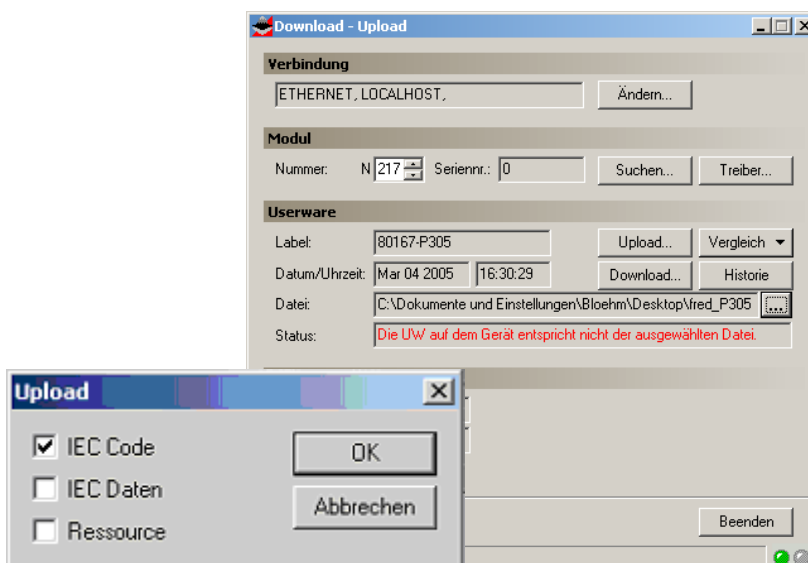 Download - Upload
Verbindung
ETHERNET, LOCALHOST,
Ändern...
Modul
Nummer: N 217 Seriennr.: 0 Suchen... Treiber...
Userware
Label: 80167-P305 Upload... Vergleich
Datum/Uhrzeit: Mar 04 2005 16:30:29 Download... Historie
Datei: C:\Dokumente und Einstellungen\Bloehm\Desktop\fred_P305 ...
Status: Die UW auf dem Gerät entspricht nicht der ausgewählten Datei.
Beenden
Upload
IEC Code
OK
IEC Daten
Abbrechen
Ressource